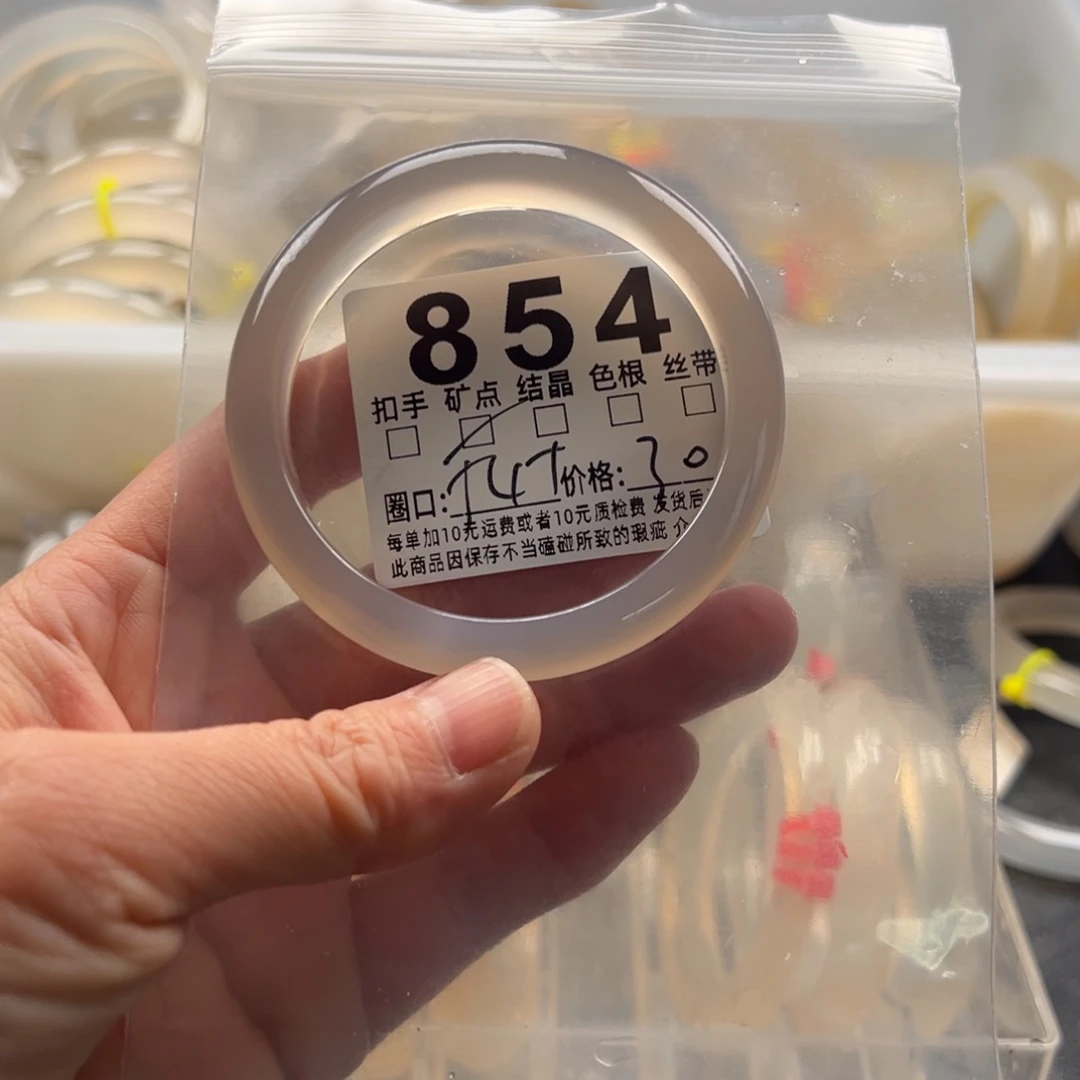 854
扣手 矿点 结晶 色根 丝带
圈口: 价格: 30
每单加10元运费或者10元质检费 发货后
此商品因保存不当磕碰所致的瑕疵 介